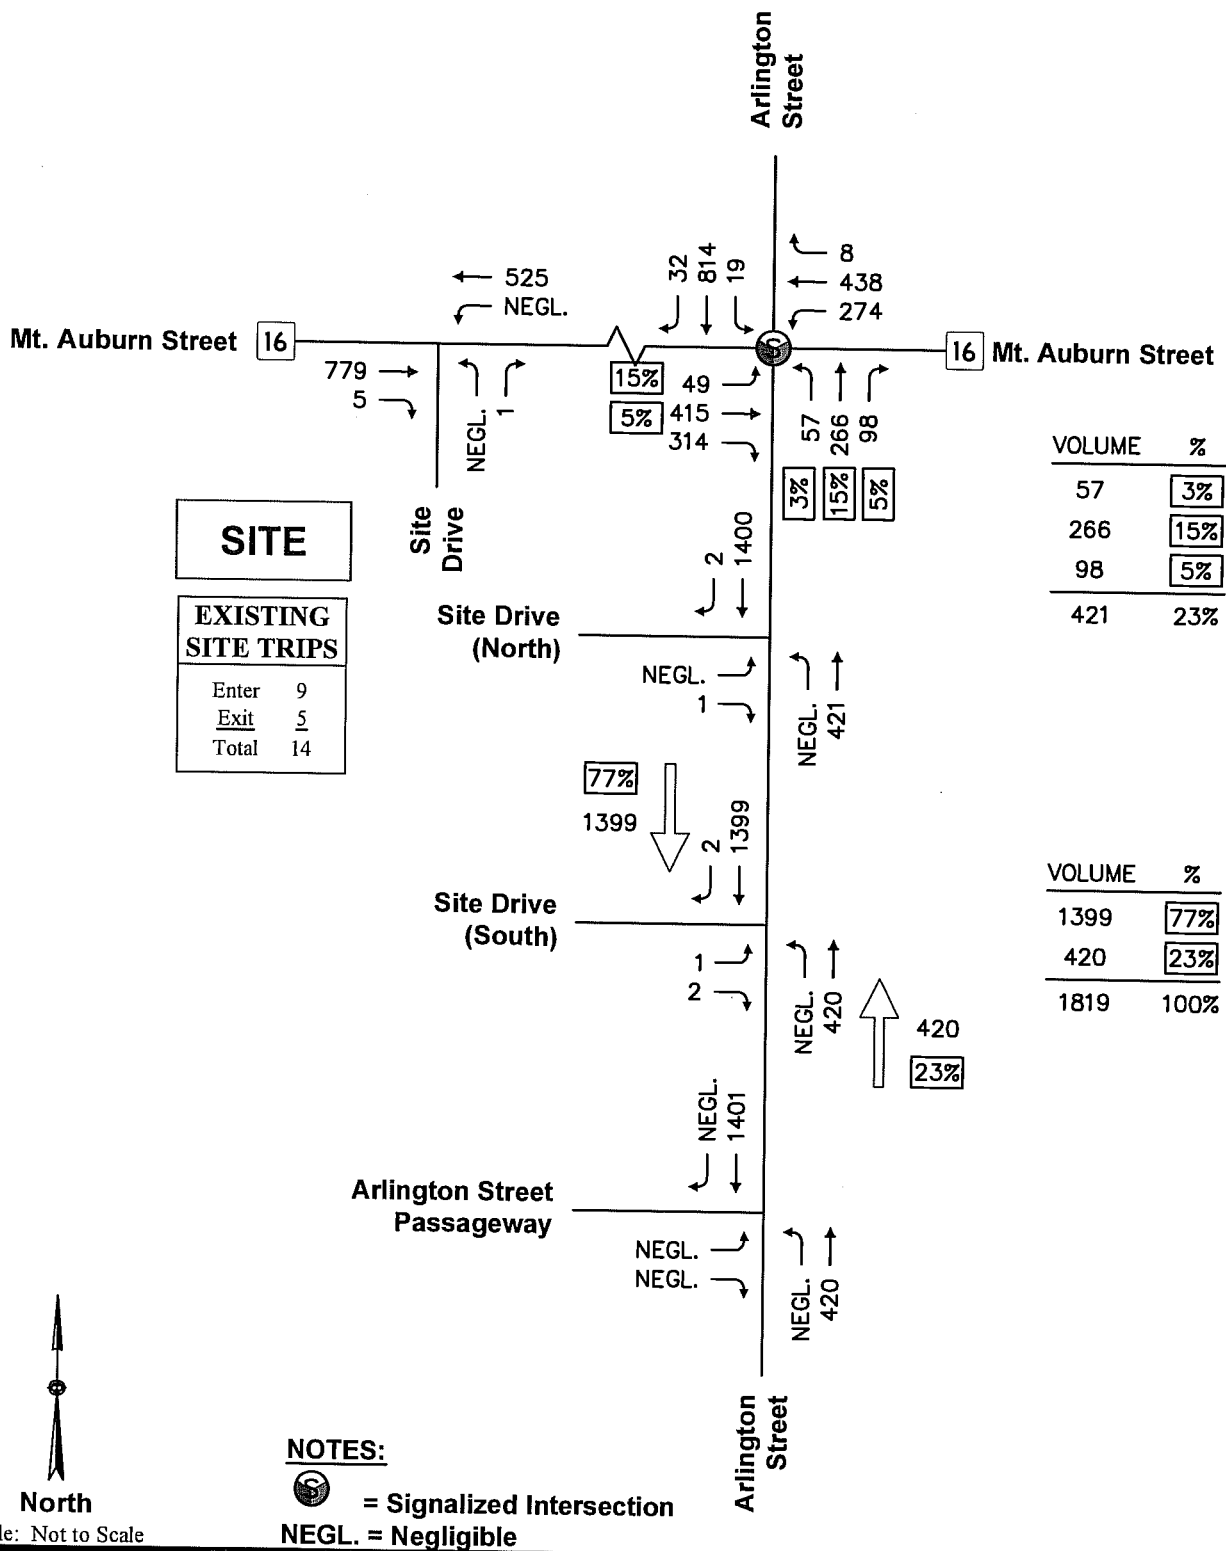 Arlington
Street
8
438
274
32
814
19
525
NEGL.
Mt. Auburn Street 16
S
16 Mt. Auburn Street
779
5
NEGL.
1
15%
5%
49
415
314
57
266
98
3%
15%
5%
VOLUME %
57 3%
266 15%
98 5%
421 23%
SITE
Site
Drive
EXISTING
SITE TRIPS
Enter 9
Exit 5
Total 14
2
1400
Site Drive
(North)
NEGL.
1
NEGL.
421
77%
1399
2
1399
Site Drive
(South)
1
2
NEGL.
420
420
23%
VOLUME %
1399 77%
420 23%
1819 100%
NEGL.
1401
Arlington Street
Passageway
NEGL.
NEGL.
NEGL.
420
Arlington
Street
North
le: Not to Scale
NOTES:
S = Signalized Intersection
NEGL. = Negligible